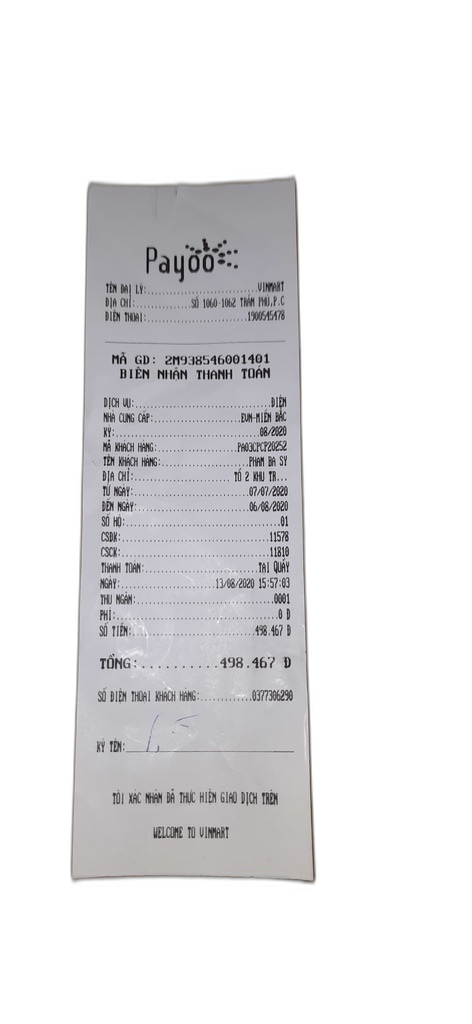 Payoo
TÊN ĐẠI LÝ:........................VINMART
ĐỊA CHỈ:............SỐ 1060-1062 TRẦN PHÚ,P.C
ĐIỆN THOẠI:........................1900545478
MÃ GD: 2M938546001401
BIÊN NHẬN THANH TOÁN
DỊCH VỤ:...........................ĐIỆN
NHÀ CUNG CẤP:..................EVN-MIỀN BẮC
KỲ:...........................08/2020
MÃ KHÁCH HÀNG:................PA03CPCP20252
TÊN KHÁCH HÀNG:..................PHAM BA SY
ĐỊA CHỈ:......................TỔ 2 KHU TR...
TỪ NGÀY:.......................07/07/2020
ĐẾN NGÀY:......................06/08/2020
SỐ HỘ:.............................01
CSĐK:...........................11578
CSCK:...........................11810
THANH TOÁN:....................TẠI QUẦY
NGÀY:................13/08/2020 15:57:03
THU NGÂN:.........................0001
PHÍ:..............................0 Đ
SỐ TIỀN:........................498.467 Đ
TỔNG:..........498.467 Đ
SỐ ĐIỆN THOẠI KHÁCH HÀNG:...........0377306290
KÝ TÊN:
TÔI XÁC NHẬN ĐÃ THỰC HIỆN GIAO DỊCH TRÊN
WELCOME TO VINMART